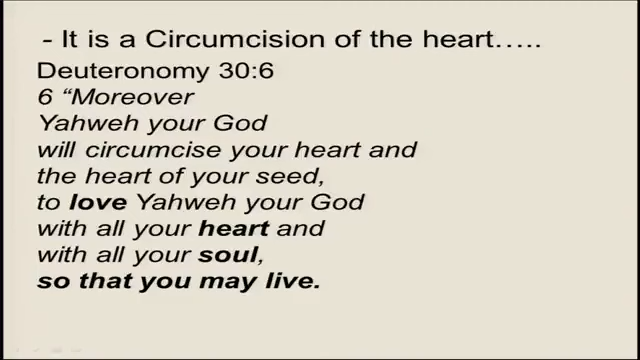 - It is a Circumcision of the heart…..
Deuteronomy 30:6
6 “Moreover
Yahweh your God
will circumcise your heart and
the heart of your seed,
to love Yahweh your God
with all your heart and
with all your soul,
so that you may live.